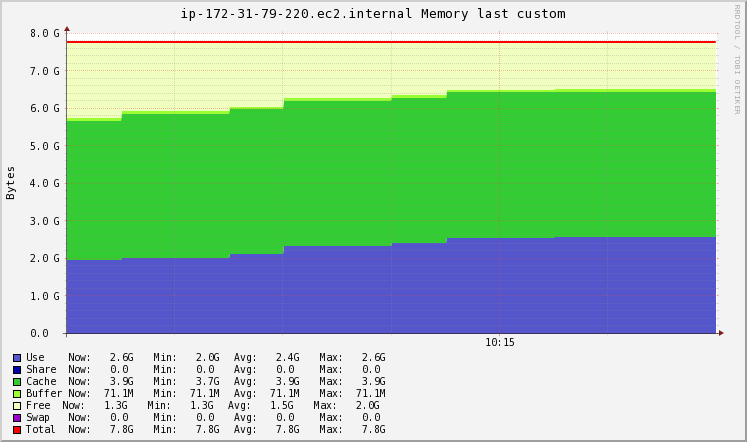 ip-172-31-79-220.ec2.internal Memory last custom
RRDTOOL / TOBI OETIKER
Bytes
8.0 G
7.0 G
6.0 G
5.0 G
4.0 G
3.0 G
2.0 G
1.0 G
0.0
10:15
Use Now: 2.6G Min: 2.0G Avg: 2.4G Max: 2.6G
Share Now: 0.0 Min: 0.0 Avg: 0.0 Max: 0.0
Cache Now: 3.9G Min: 3.7G Avg: 3.9G Max: 3.9G
Buffer Now: 71.1M Min: 71.1M Avg: 71.1M Max: 71.1M
Free Now: 1.3G Min: 1.3G Avg: 1.5G Max: 2.0G
Swap Now: 0.0 Min: 0.0 Avg: 0.0 Max: 0.0
Total Now: 7.8G Min: 7.8G Avg: 7.8G Max: 7.8G